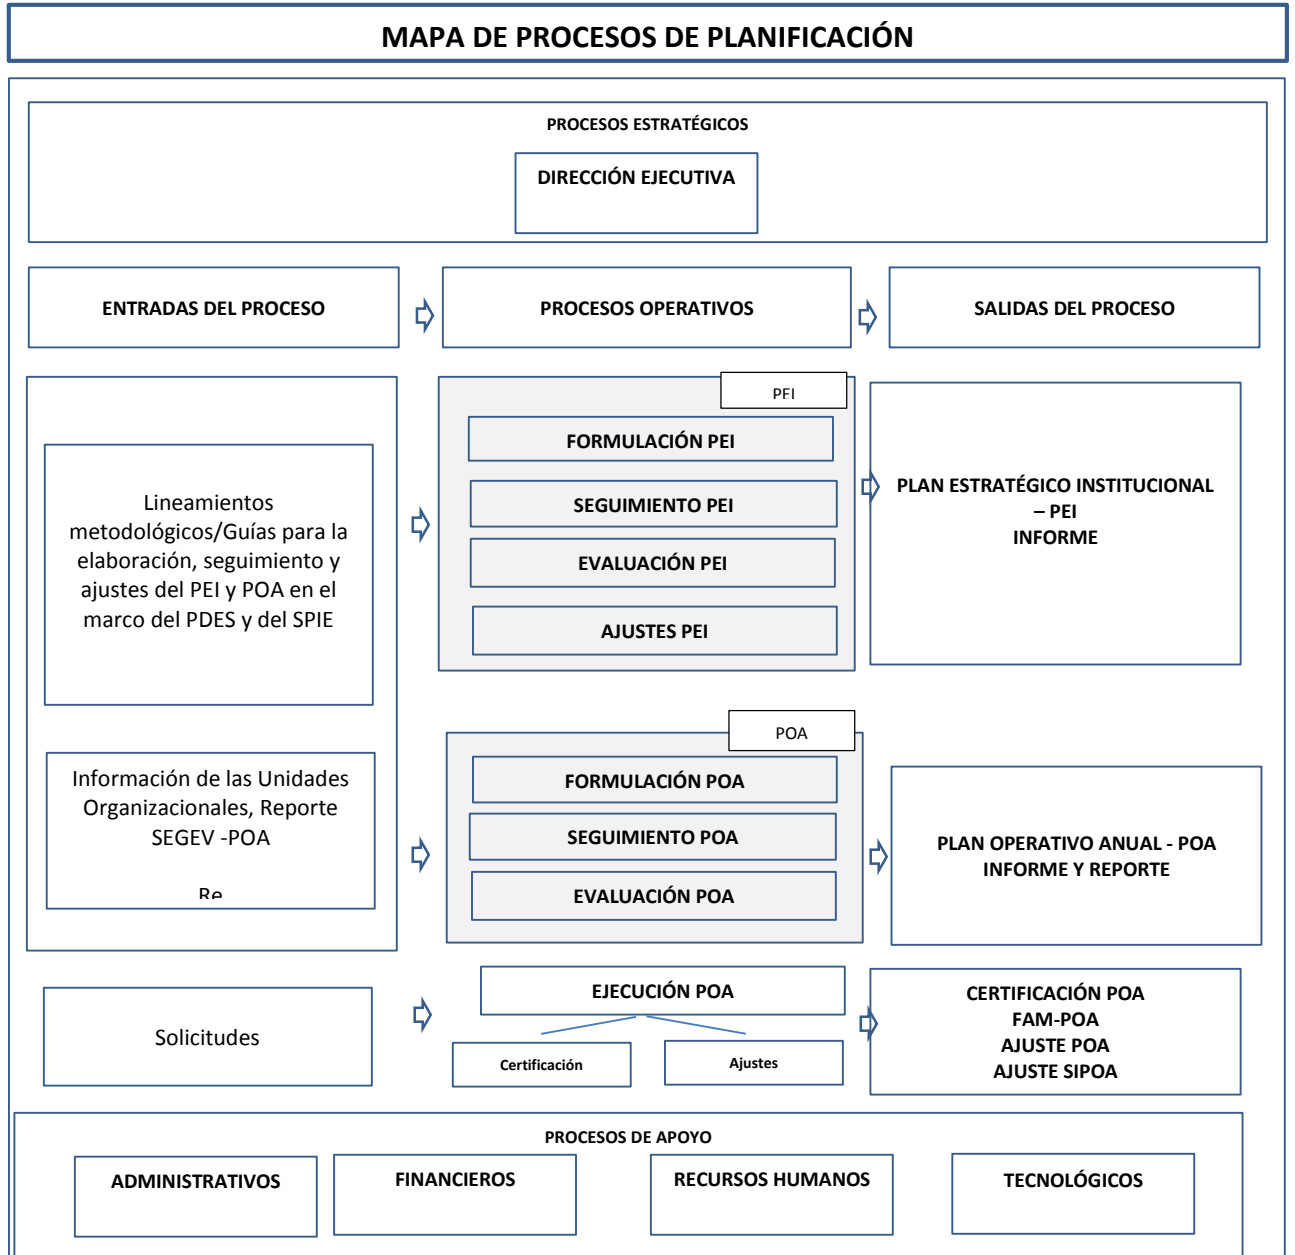 MAPA DE PROCESOS DE PLANIFICACIÓN
PROCESOS ESTRATÉGICOS
DIRECCIÓN EJECUTIVA
ENTRADAS DEL PROCESO
PROCESOS OPERATIVOS
SALIDAS DEL PROCESO
Lineamientos
metodológicos/Guías para la
elaboración, seguimiento y
ajustes del PEI y POA en el
marco del PDES y del SPIE
PEI
FORMULACIÓN PEI
SEGUIMIENTO PEI
EVALUACIÓN PEI
AJUSTES PEI
PLAN ESTRATÉGICO INSTITUCIONAL
– PEI
INFORME
Información de las Unidades
Organizacionales, Reporte
SEGEV -POA
Re
POA
FORMULACIÓN POA
SEGUIMIENTO POA
EVALUACIÓN POA
PLAN OPERATIVO ANUAL - POA
INFORME Y REPORTE
Solicitudes
EJECUCIÓN POA
Certificación
Ajustes
CERTIFICACIÓN POA
FAM-POA
AJUSTE POA
AJUSTE SIPOA
PROCESOS DE APOYO
ADMINISTRATIVOS
FINANCIEROS
RECURSOS HUMANOS
TECNOLÓGICOS